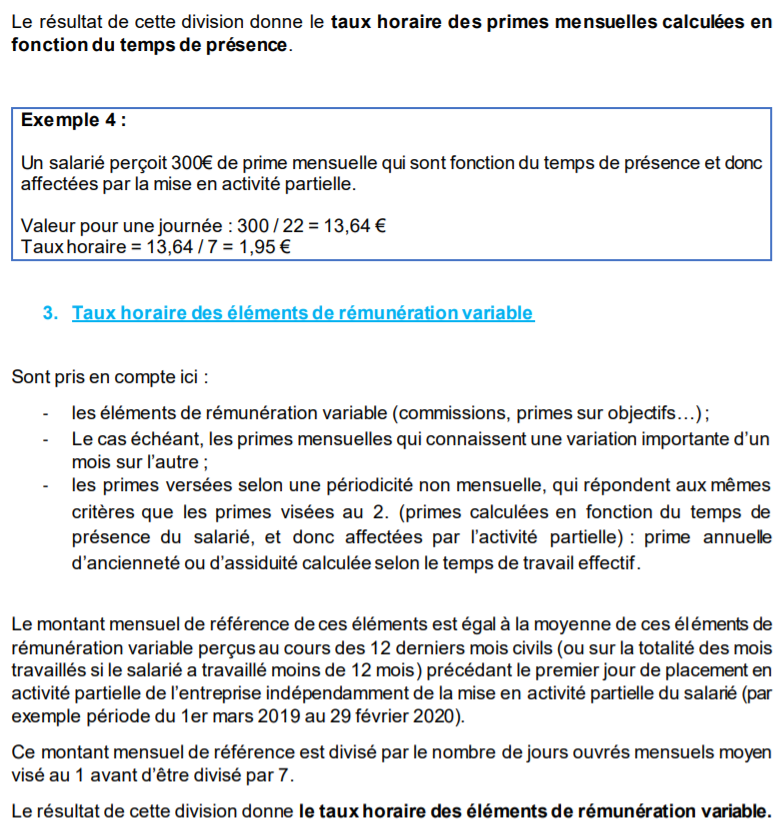 Le résultat de cette division donne le taux horaire des primes mensuelles calculées en
fonction du temps de présence.
Exemple 4 :
Un salarié perçoit 300€ de prime mensuelle qui sont fonction du temps de présence et donc
affectées par la mise en activité partielle.
Valeur pour une journée : 300 / 22 = 13,64 €
Taux horaire = 13,64 / 7 = 1,95 €
3. Taux horaire des éléments de rémunération variable
Sont pris en compte ici :
- les éléments de rémunération variable (commissions, primes sur objectifs…) ;
- Le cas échéant, les primes mensuelles qui connaissent une variation importante d’un
mois sur l’autre ;
- les primes versées selon une périodicité non mensuelle, qui répondent aux mêmes
critères que les primes visées au 2. (primes calculées en fonction du temps de
présence du salarié, et donc affectées par l’activité partielle) : prime annuelle
d’ancienneté ou d’assiduité calculée selon le temps de travail effectif.
Le montant mensuel de référence de ces éléments est égal à la moyenne de ces éléments de
rémunération variable perçus au cours des 12 derniers mois civils (ou sur la totalité des mois
travaillés si le salarié a travaillé moins de 12 mois) précédant le premier jour de placement en
activité partielle de l’entreprise indépendamment de la mise en activité partielle du salarié (par
exemple période du 1er mars 2019 au 29 février 2020).
Ce montant mensuel de référence est divisé par le nombre de jours ouvrés mensuels moyen
visé au 1 avant d’être divisé par 7.
Le résultat de cette division donne le taux horaire des éléments de rémunération variable.